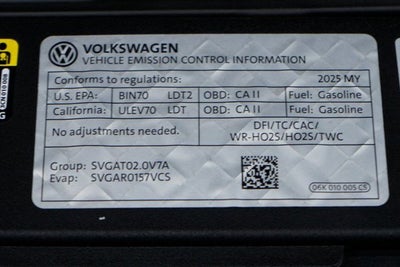 VOLKSWAGEN
VEHICLE EMISSION CONTROL INFORMATION
Conforms to regulations: 2025 MY
U.S. EPA: BIN70 LDT2 OBD: CA II Fuel: Gasoline
California: ULEV70 LDT OBD: CA II Fuel: Gasoline
No adjustments needed.
DFI/TC/CAC/
WR-HO2S/HO2S/TWC
Group: SVGAT02.0V7A
Evap: SVGAR0157VCS
06K 010 005 CS